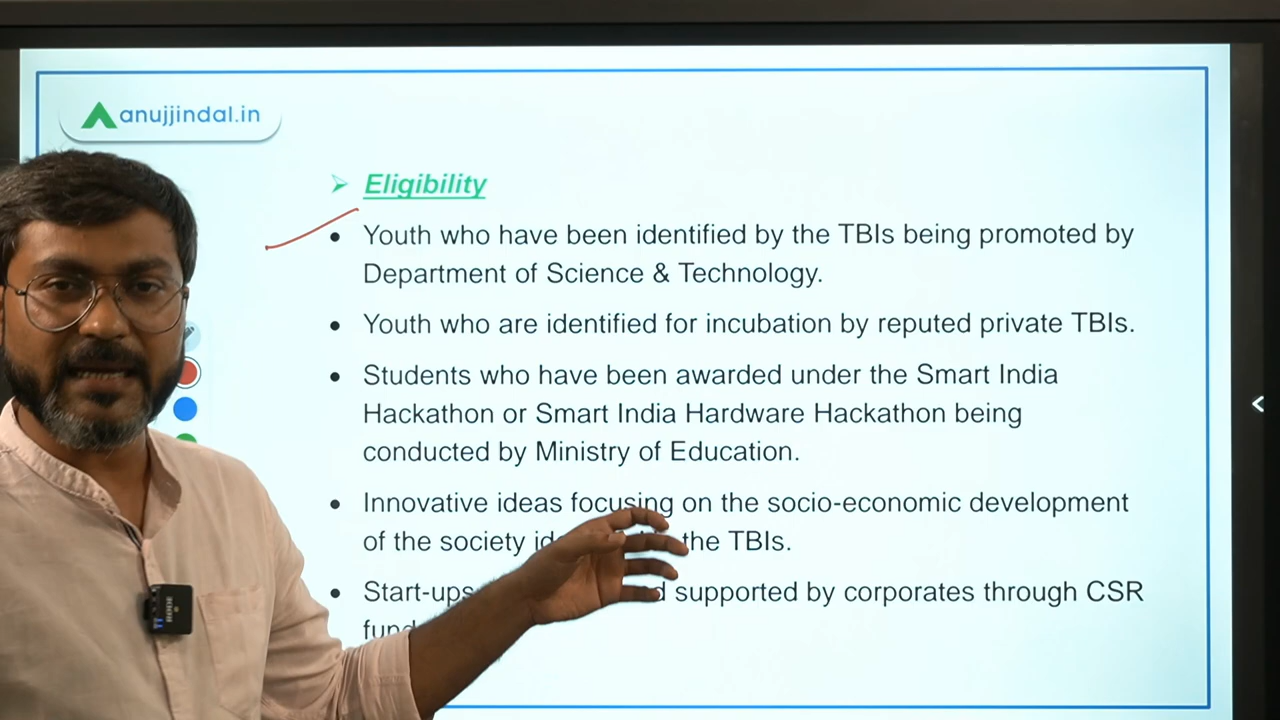 anujjindal.in
Eligibility
Youth who have been identified by the TBIs being promoted by
Department of Science & Technology.
Youth who are identified for incubation by reputed private TBIs.
Students who have been awarded under the Smart India
Hackathon or Smart India Hardware Hackathon being
conducted by Ministry of Education.
Innovative ideas focusing on the socio-economic development
of the society the TBIs.
Start-ups supported by corporates through CSR
RODE